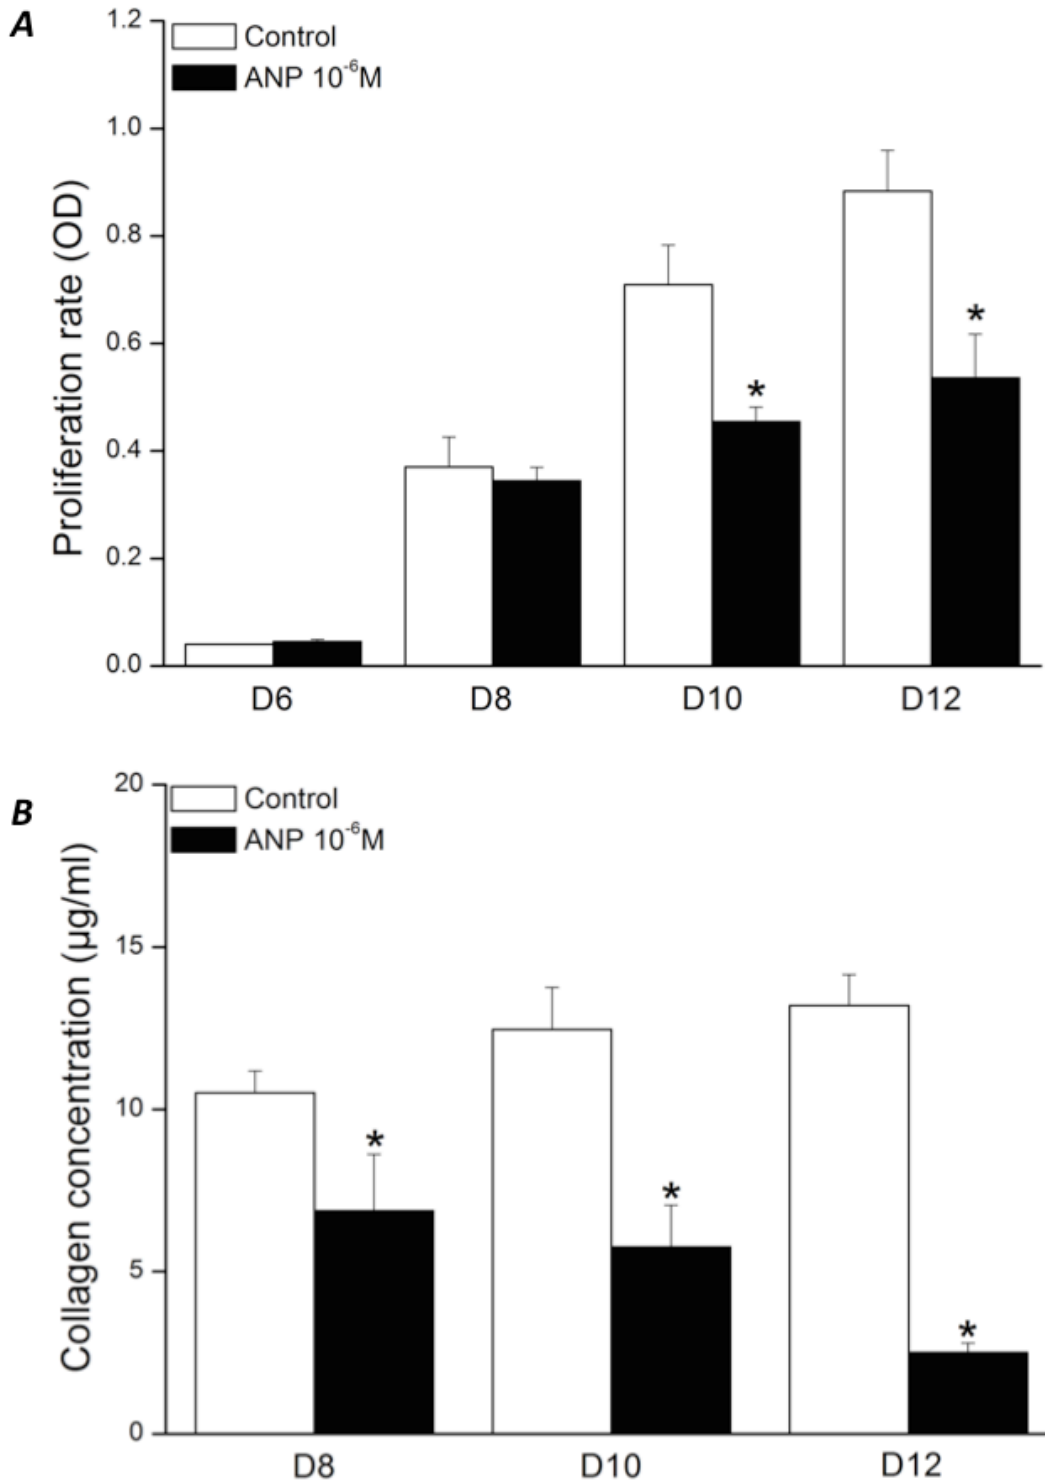 A
Control
ANP 10⁻⁶M
Proliferation rate (OD)
1.2
1.0
0.8
0.6
0.4
0.2
0.0
*
*
D6 D8 D10 D12
B
Control
ANP 10⁻⁶M
Collagen concentration (µg/ml)
20
15
10
5
0
*
*
*
D8 D10 D12